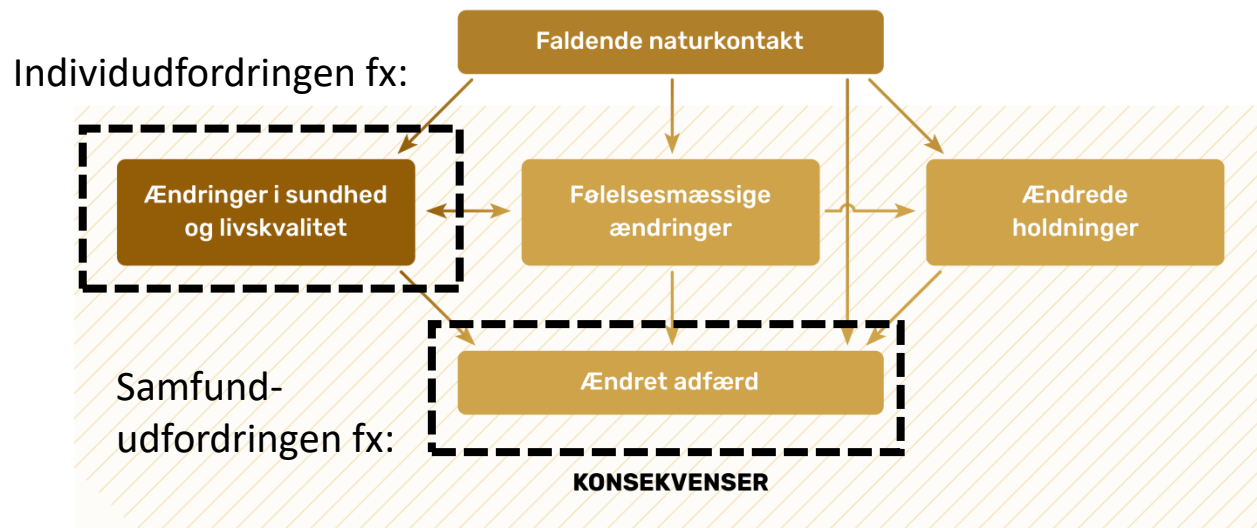 Faldende naturkontakt
Individudfordringen fx:
Ændringer i sundhed
og livskvalitet
Følelsesmæssige
ændringer
Ændrede
holdninger
Ændret adfærd
Samfund-
udfordringen fx:
KONSEKVENSER